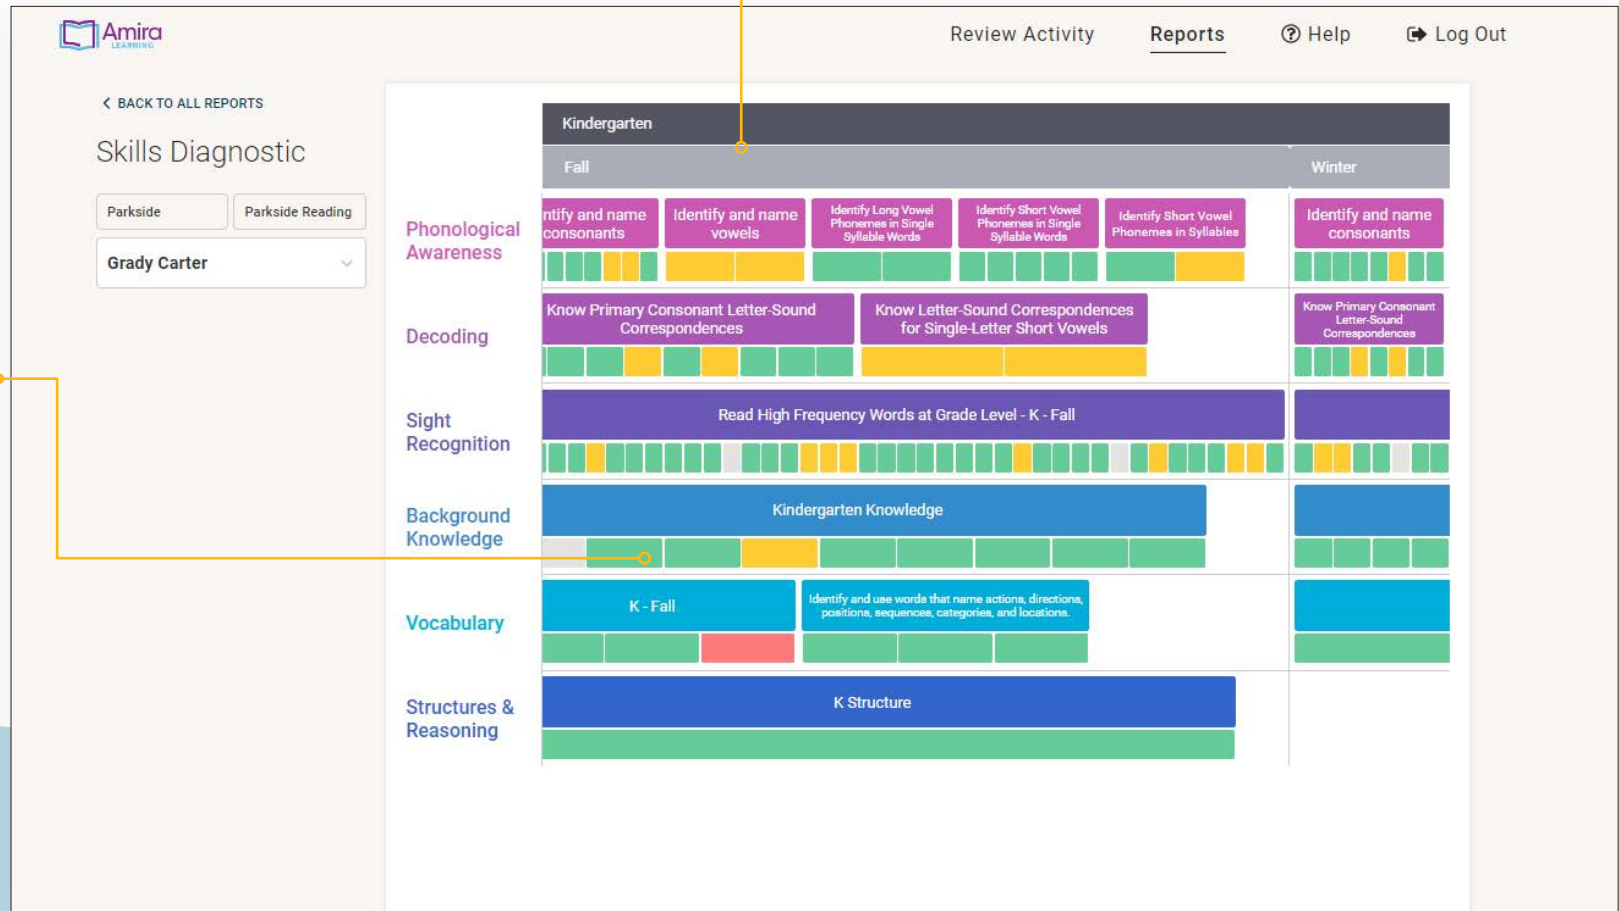 Amira
LEARNING
Review Activity
Reports
Help
Log Out
BACK TO ALL REPORTS
Skills Diagnostic
Parkside
Parkside Reading
Grady Carter
Kindergarten
Fall
Winter
Phonological
Awareness
ntify and name
consonants
Identify and name
vowels
Identify Long Vowel
Phonemes in Single
Syllable Words
Identify Short Vowel
Phonemes in Single
Syllable Words
Identify Short Vowel
Phonemes in Syllables
Identify and name
consonants
Decoding
Know Primary Consonant Letter-Sound
Correspondences
Know Letter-Sound Correspondences
for Single-Letter Short Vowels
Know Primary Consonant
Letter-Sound
Correspondences
Sight
Recognition
Read High Frequency Words at Grade Level - K - Fall
Background
Knowledge
Kindergarten Knowledge
Vocabulary
K - Fall
Identify and use words that name actions, directions,
positions, sequences, categories, and locations.
Structures &
Reasoning
K Structure